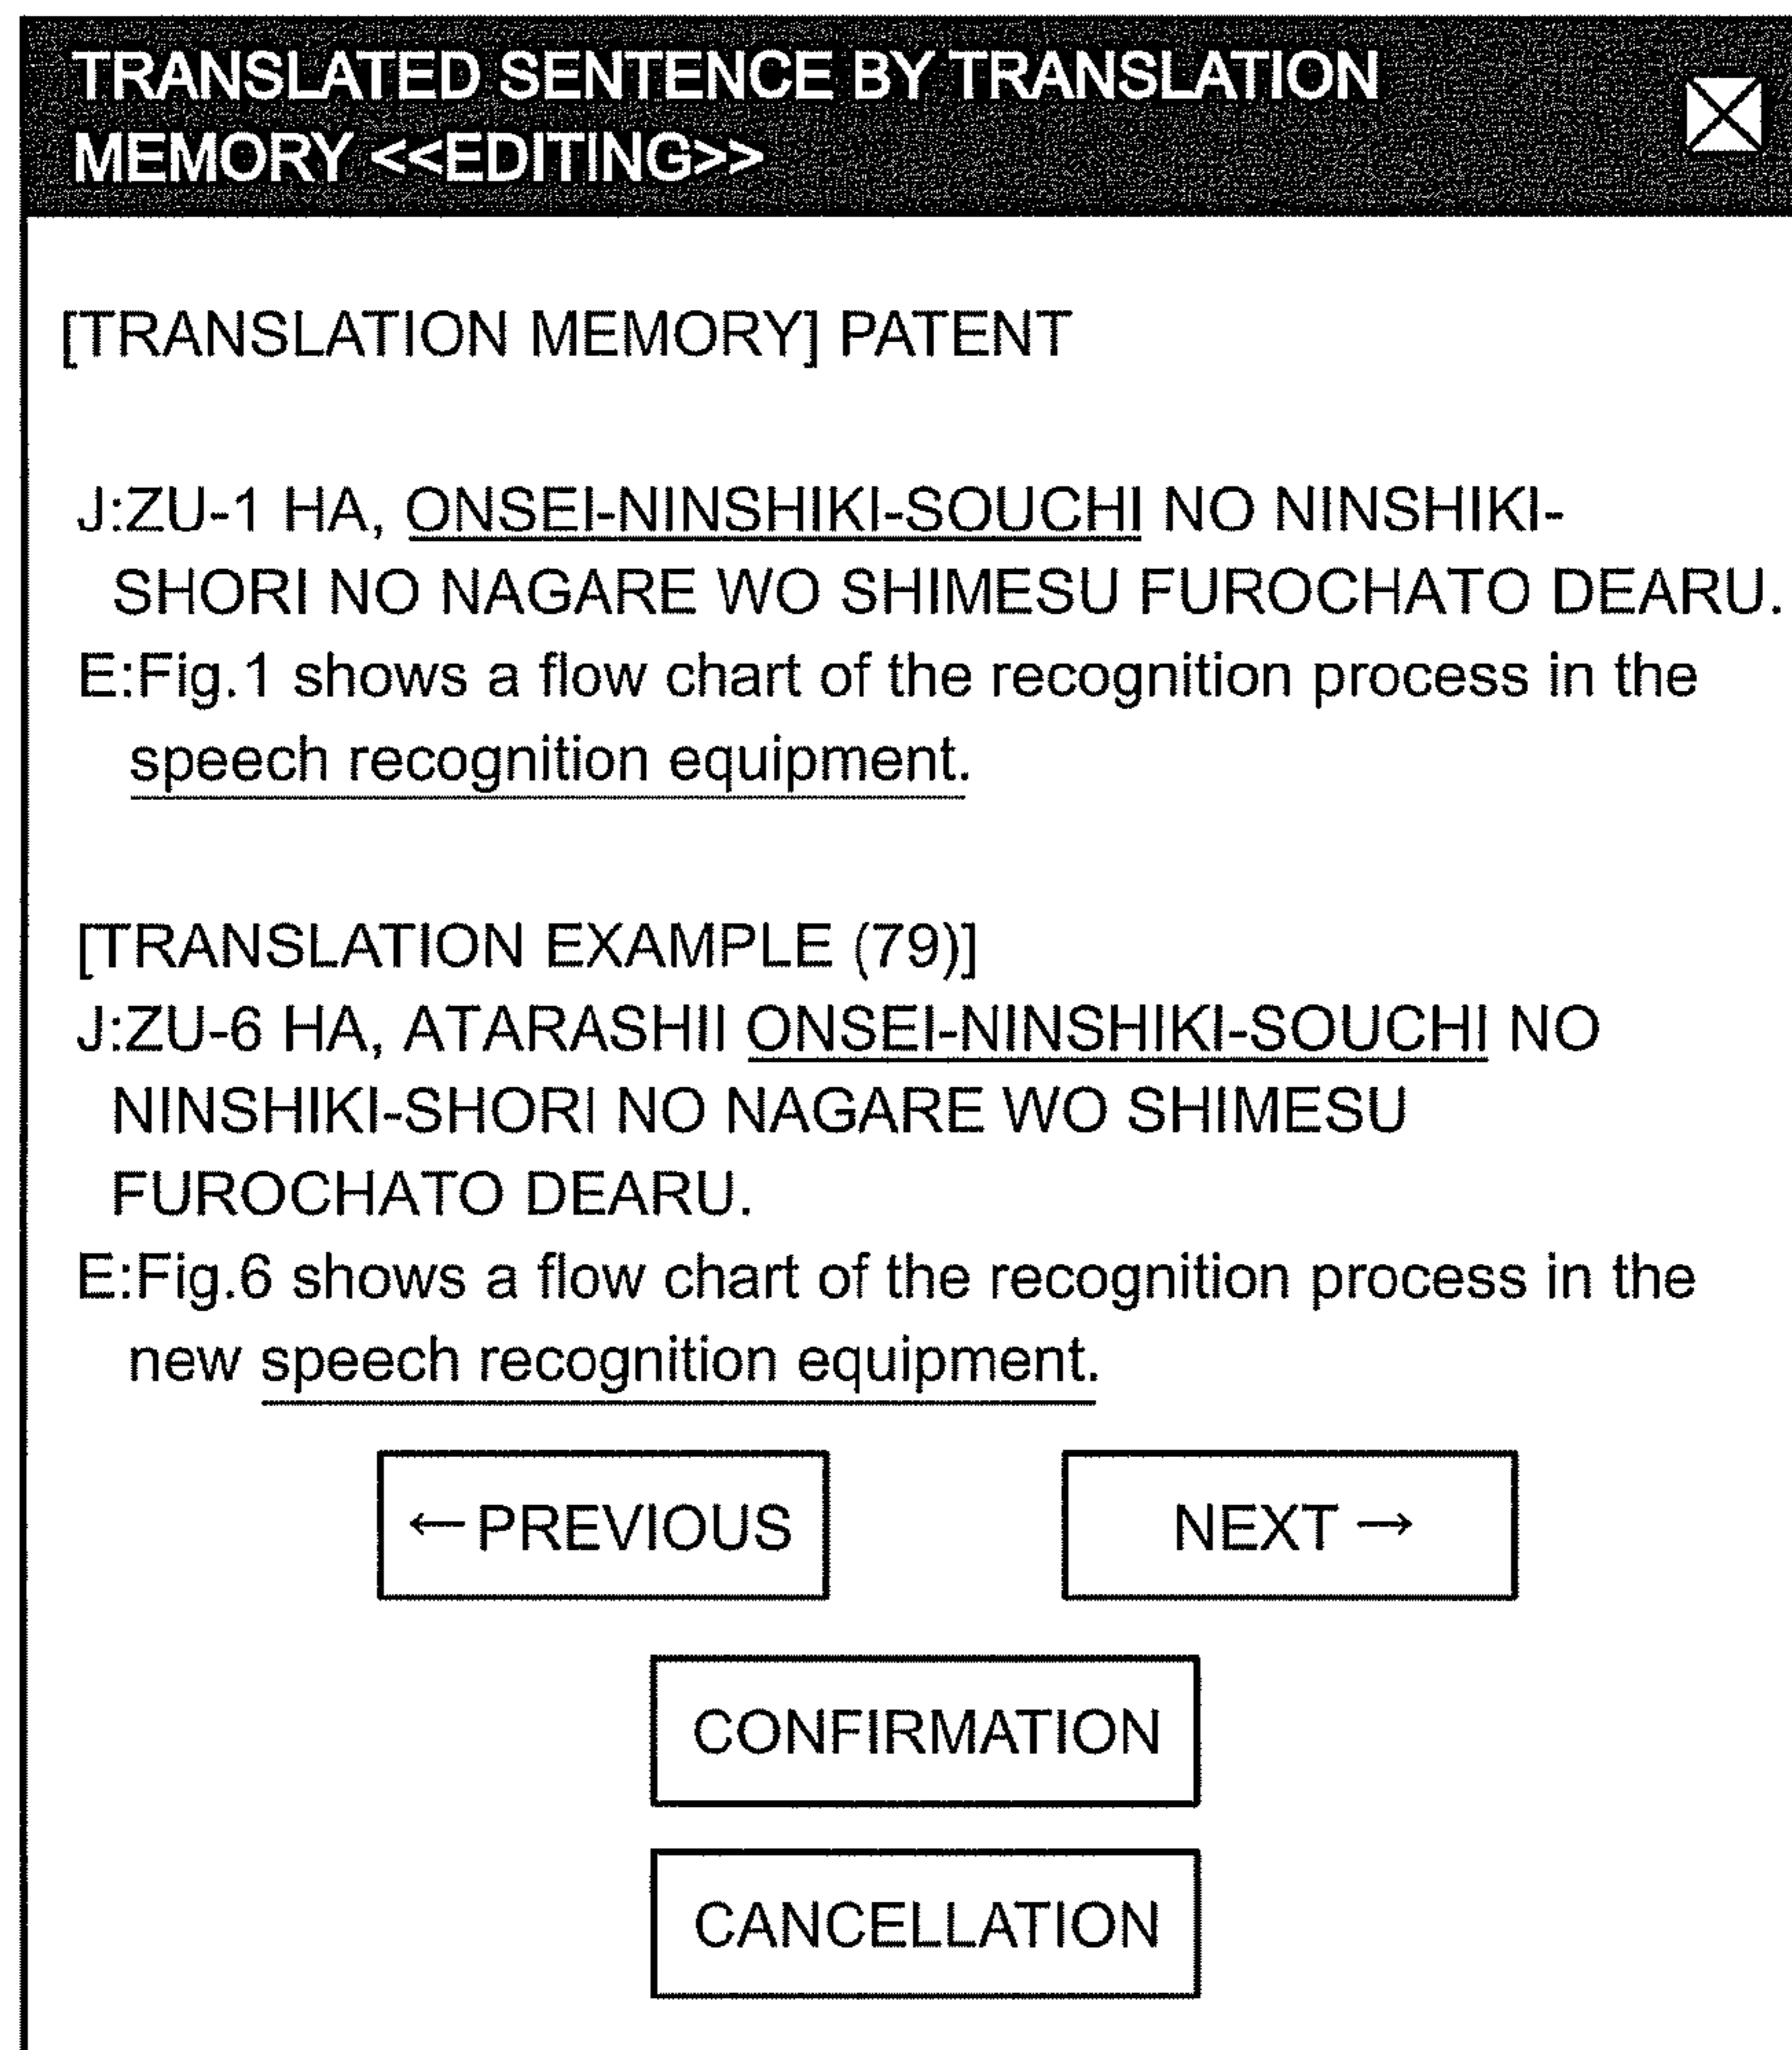 TRANSLATED SENTENCE BY TRANSLATION
MEMORY <<EDITING>>
[TRANSLATION MEMORY] PATENT
J:ZU-1 HA, ONSEI-NINSHIKI-SOUCHI NO NINSHIKI-
SHORI NO NAGARE WO SHIMESU FUROCHATO DEARU.
E:Fig.1 shows a flow chart of the recognition process in the
speech recognition equipment.
[TRANSLATION EXAMPLE (79)]
J:ZU-6 HA, ATARASHII ONSEI-NINSHIKI-SOUCHI NO
NINSHIKI-SHORI NO NAGARE WO SHIMESU
FUROCHATO DEARU.
E:Fig.6 shows a flow chart of the recognition process in the
new speech recognition equipment.
←PREVIOUS
NEXT→
CONFIRMATION
CANCELLATION